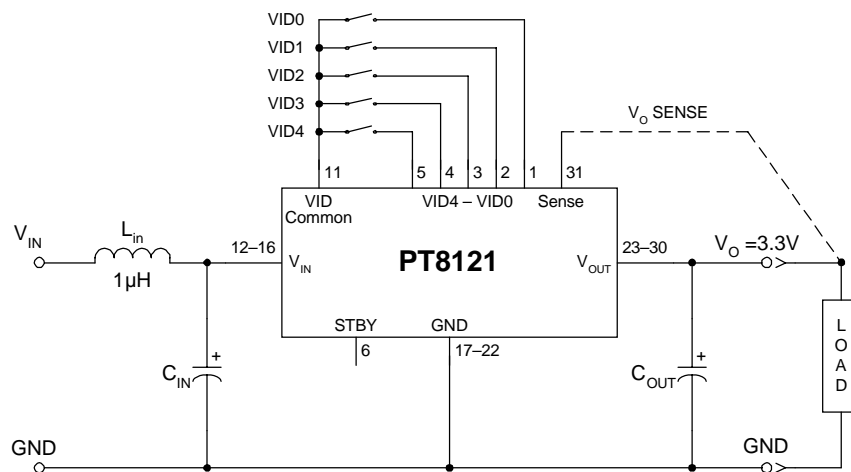 VID0
VID1
VID2
VID3
VID4
V_O SENSE
11 5 4 3 2 1 31
VID Common
VID4 – VID0
Sense
V_IN
L_in
1µH
12–16
V_IN
PT8121
V_OUT
23–30
V_O =3.3V
STBY
GND
6
17–22
C_IN
+
C_OUT
+
LOAD
GND
GND